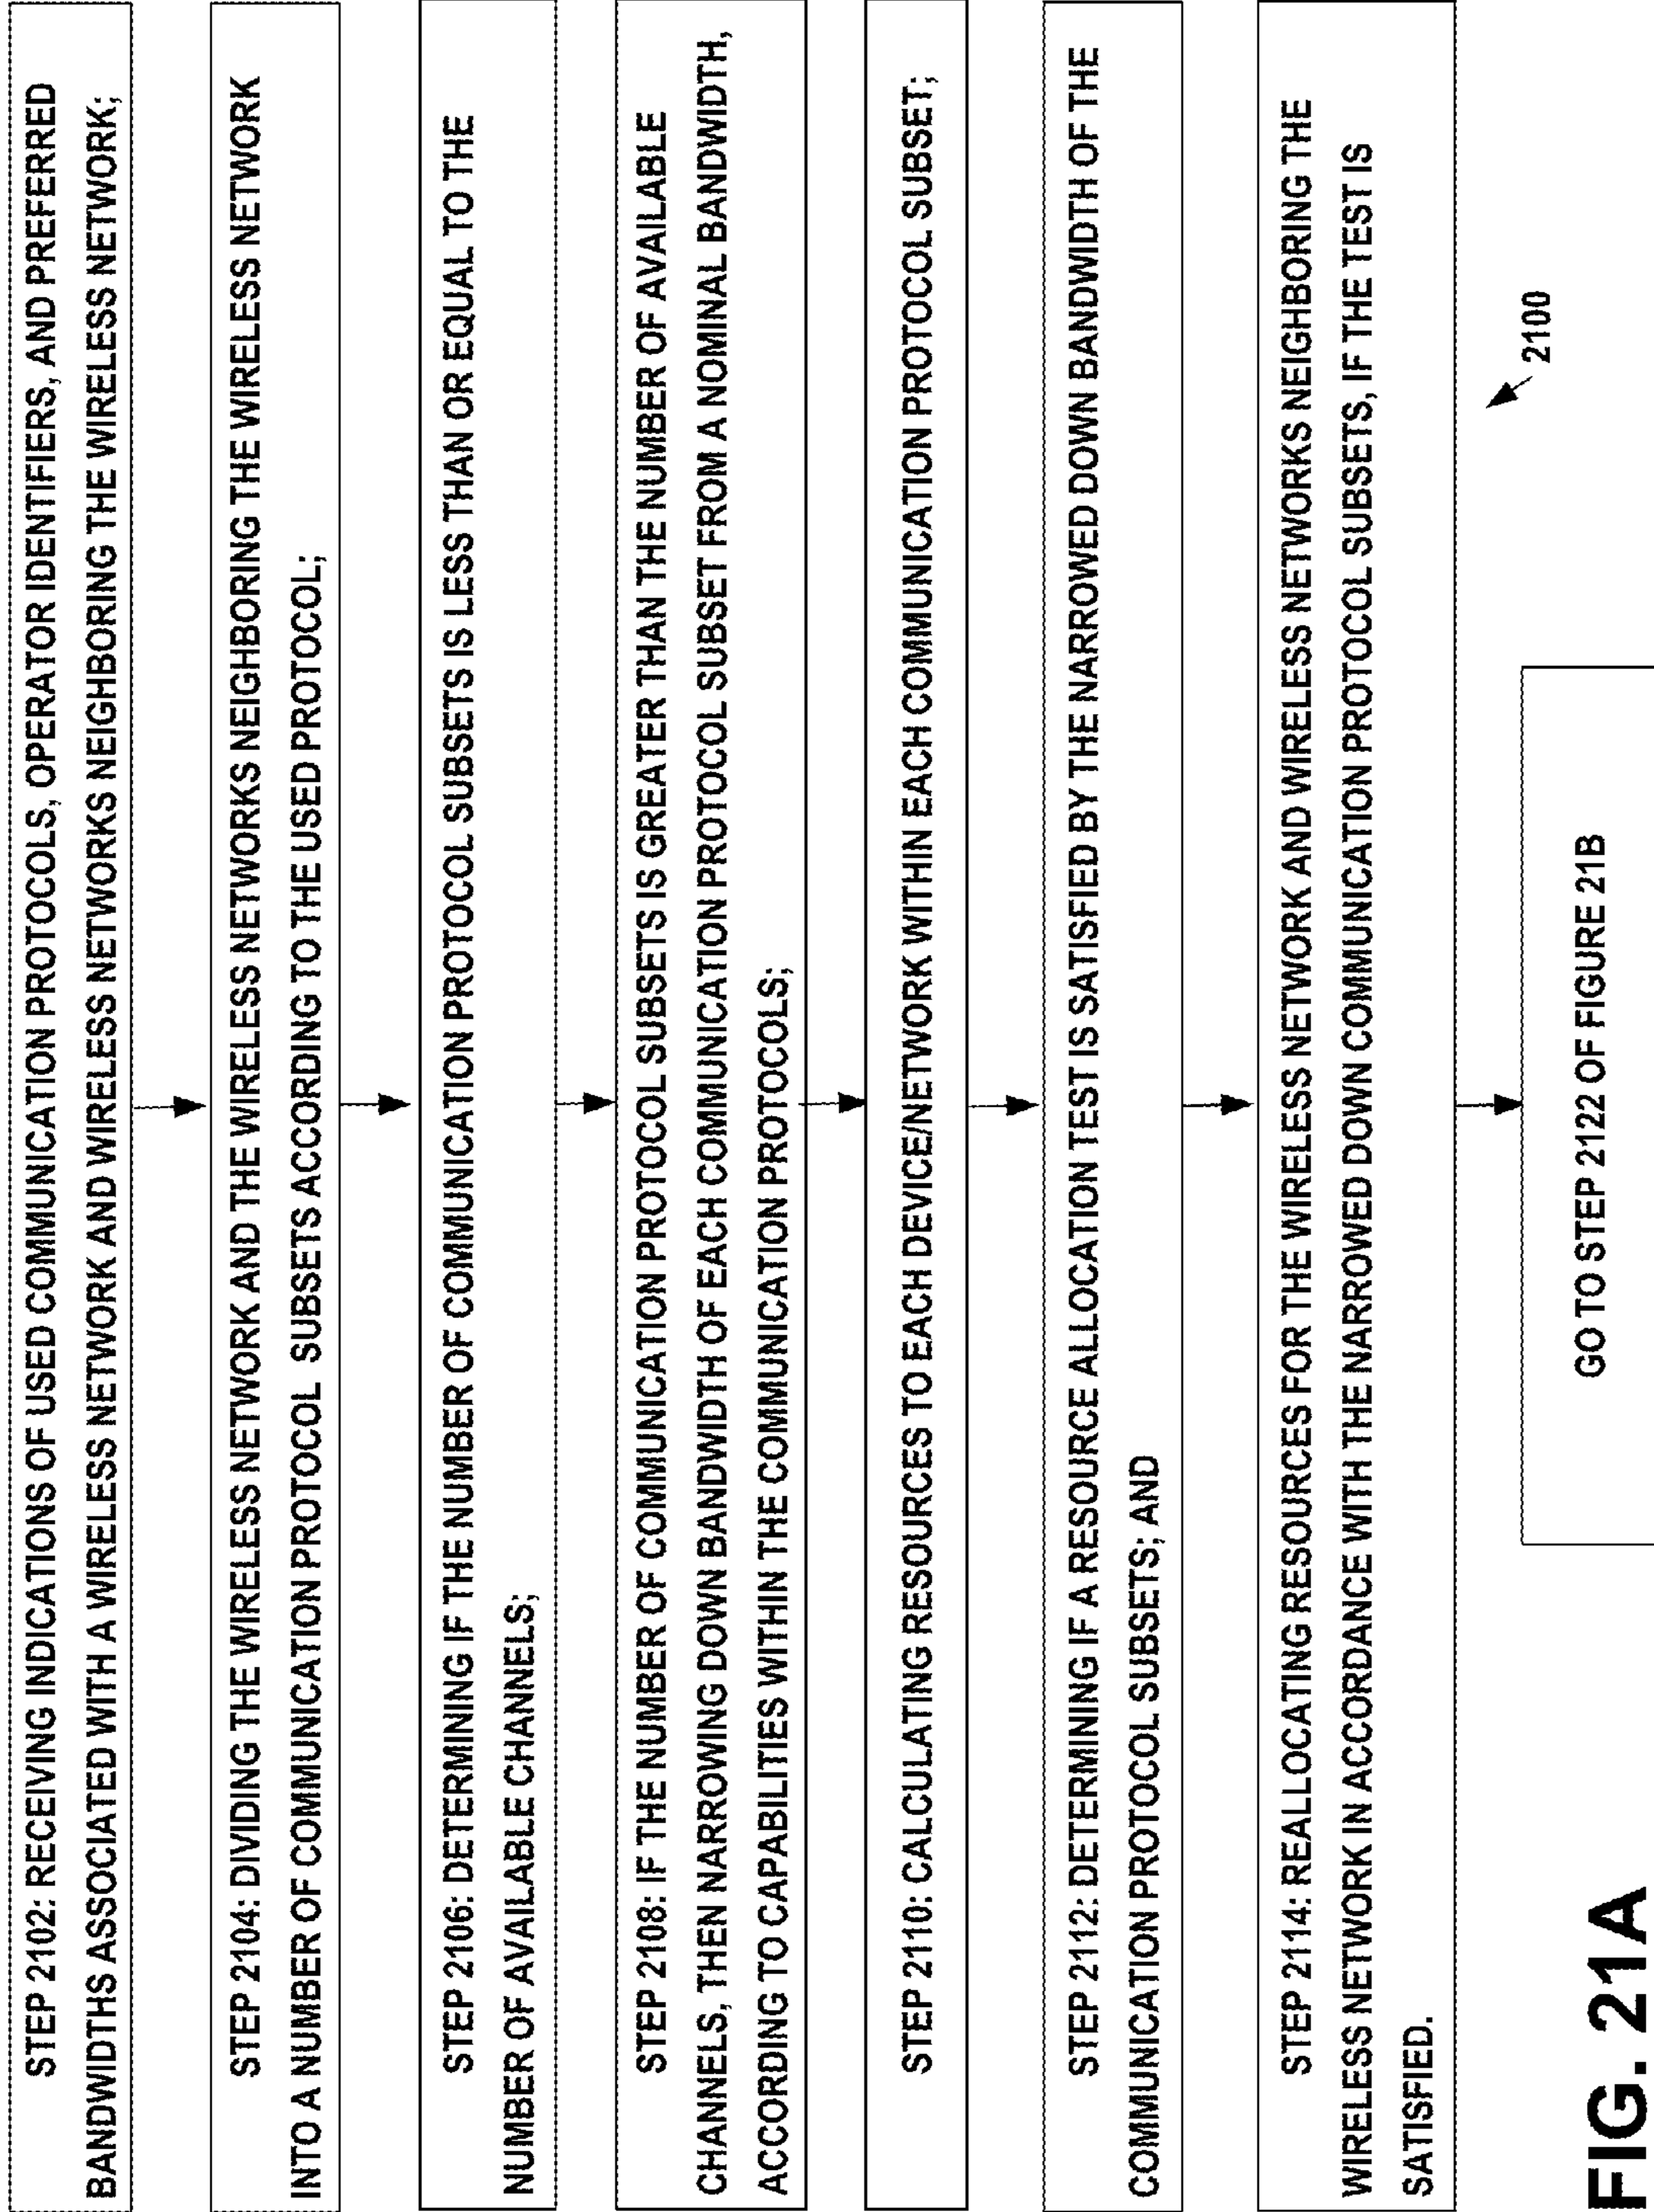 STEP 2102: RECEIVING INDICATIONS OF USED COMMUNICATION PROTOCOLS, OPERATOR IDENTIFIERS, AND PREFERRED
BANDWIDTHS ASSOCIATED WITH A WIRELESS NETWORK AND WIRELESS NETWORKS NEIGHBORING THE WIRELESS NETWORK;
STEP 2104: DIVIDING THE WIRELESS NETWORK AND THE WIRELESS NETWORKS NEIGHBORING THE WIRELESS NETWORK
INTO A NUMBER OF COMMUNICATION PROTOCOL SUBSETS ACCORDING TO THE USED PROTOCOL;
STEP 2106: DETERMINING IF THE NUMBER OF COMMUNICATION PROTOCOL SUBSETS IS LESS THAN OR EQUAL TO THE
NUMBER OF AVAILABLE CHANNELS;
STEP 2108: IF THE NUMBER OF COMMUNICATION PROTOCOL SUBSETS IS GREATER THAN THE NUMBER OF AVAILABLE
CHANNELS, THEN NARROWING DOWN BANDWIDTH OF EACH COMMUNICATION PROTOCOL SUBSET FROM A NOMINAL BANDWIDTH,
ACCORDING TO CAPABILITIES WITHIN THE COMMUNICATION PROTOCOLS;
STEP 2110: CALCULATING RESOURCES TO EACH DEVICE/NETWORK WITHIN EACH COMMUNICATION PROTOCOL SUBSET;
STEP 2112: DETERMINING IF A RESOURCE ALLOCATION TEST IS SATISFIED BY THE NARROWED DOWN BANDWIDTH OF THE
COMMUNICATION PROTOCOL SUBSETS; AND
STEP 2114: REALLOCATING RESOURCES FOR THE WIRELESS NETWORK AND WIRELESS NETWORKS NEIGHBORING THE
WIRELESS NETWORK IN ACCORDANCE WITH THE NARROWED DOWN COMMUNICATION PROTOCOL SUBSETS, IF THE TEST IS
SATISFIED.
2100
GO TO STEP 2122 OF FIGURE 21B
FIG. 21A